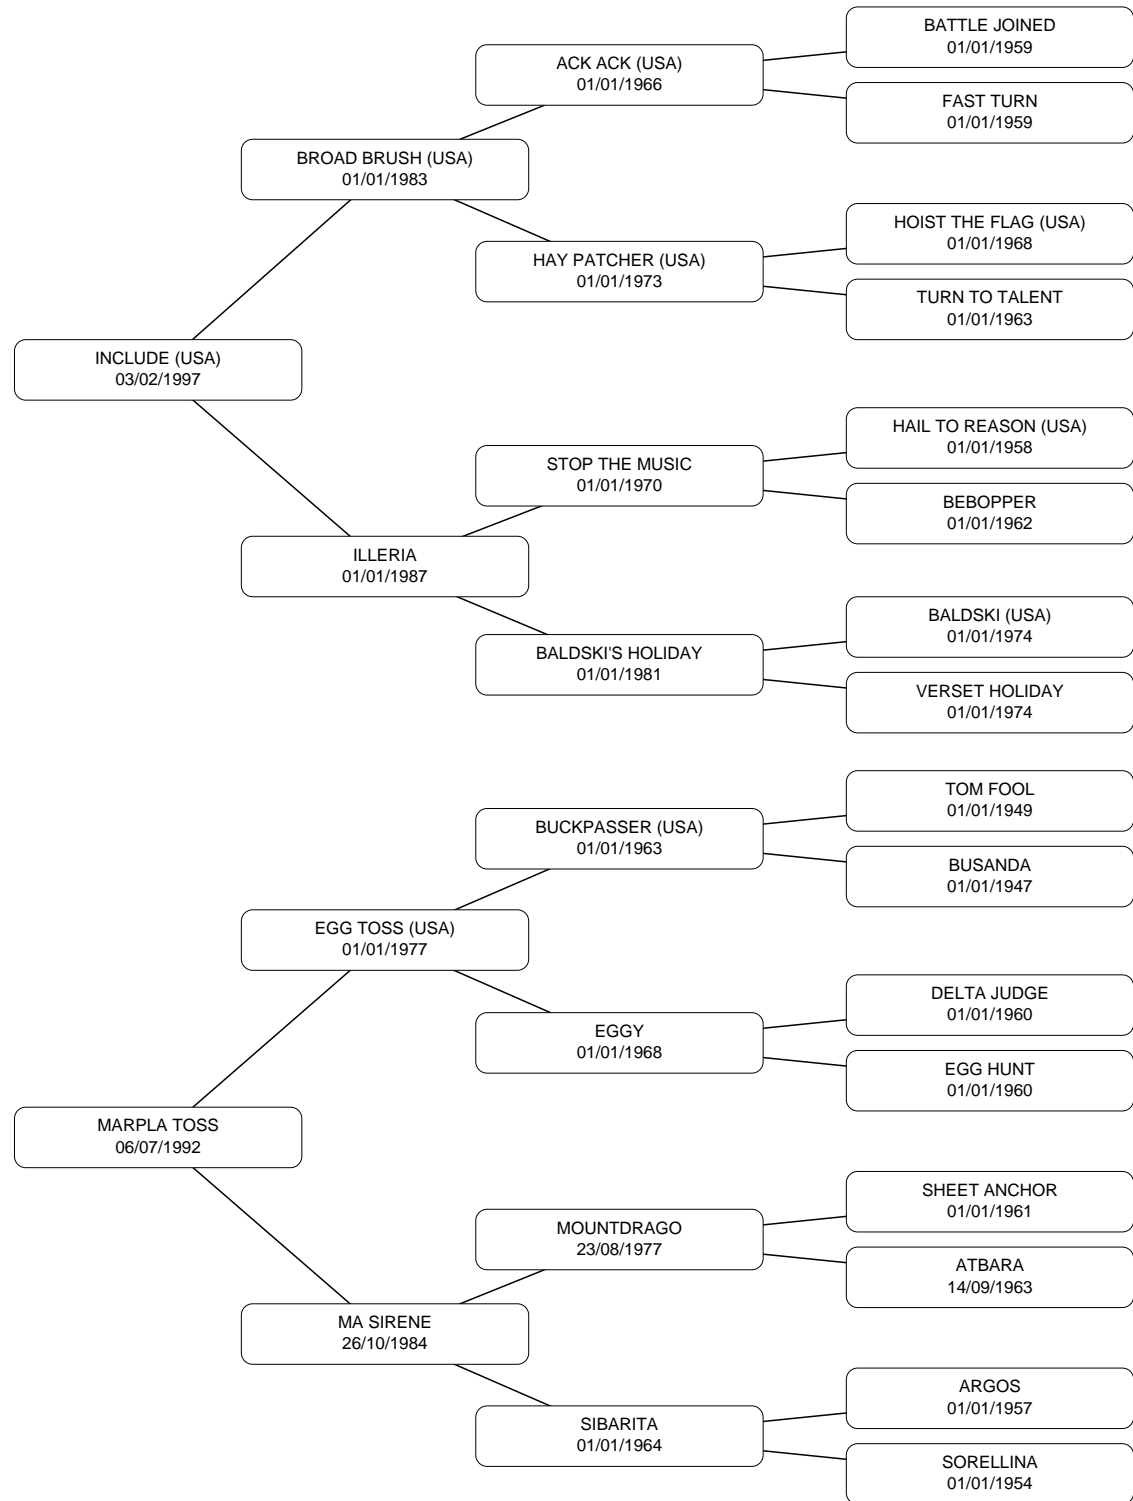 BATTLE JOINED
01/01/1959
ACK ACK (USA)
01/01/1966
FAST TURN
01/01/1959
BROAD BRUSH (USA)
01/01/1983
HOIST THE FLAG (USA)
01/01/1968
HAY PATCHER (USA)
01/01/1973
TURN TO TALENT
01/01/1963
INCLUDE (USA)
03/02/1997
HAIL TO REASON (USA)
01/01/1958
STOP THE MUSIC
01/01/1970
BEBOPPER
01/01/1962
ILLERIA
01/01/1987
BALDSKI (USA)
01/01/1974
BALDSKI'S HOLIDAY
01/01/1981
VERSET HOLIDAY
01/01/1974
TOM FOOL
01/01/1949
BUCKPASSER (USA)
01/01/1963
BUSANDA
01/01/1947
EGG TOSS (USA)
01/01/1977
DELTA JUDGE
01/01/1960
EGGY
01/01/1968
EGG HUNT
01/01/1960
MARPLA TOSS
06/07/1992
SHEET ANCHOR
01/01/1961
MOUNTDRAGO
23/08/1977
ATBARA
14/09/1963
MA SIRENE
26/10/1984
ARGOS
01/01/1957
SIBARITA
01/01/1964
SORELLINA
01/01/1954